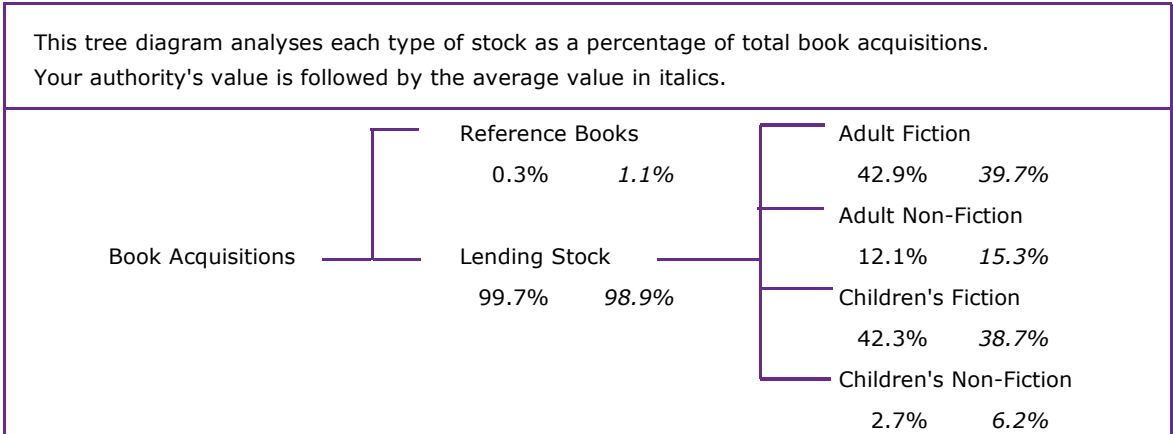 This tree diagram analyses each type of stock as a percentage of total book acquisitions.
Your authority's value is followed by the average value in italics.
Reference Books
0.3% 1.1%
Book Acquisitions
Lending Stock
99.7% 98.9%
Adult Fiction
42.9% 39.7%
Adult Non-Fiction
12.1% 15.3%
Children's Fiction
42.3% 38.7%
Children's Non-Fiction
2.7% 6.2%